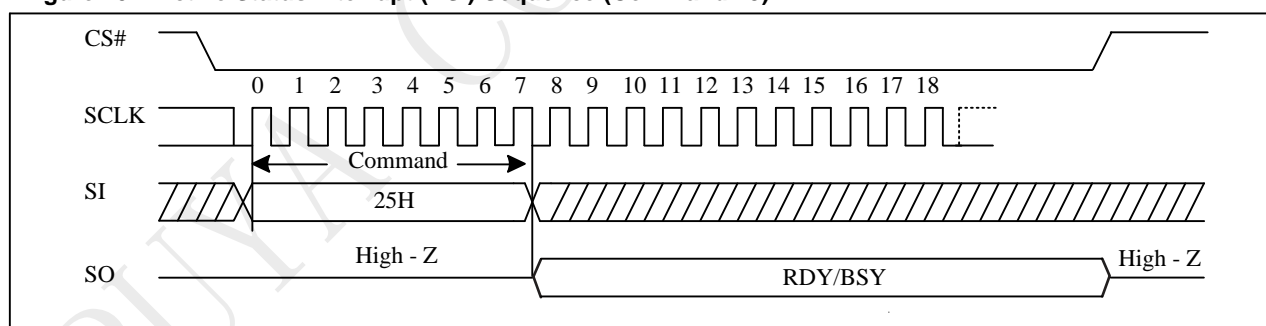 CS#
0 1 2 3 4 5 6 7 8 9 10 11 12 13 14 15 16 17 18
SCLK
Command
SI
25H
High - Z
High - Z
SO
RDY/BSY
PUYA